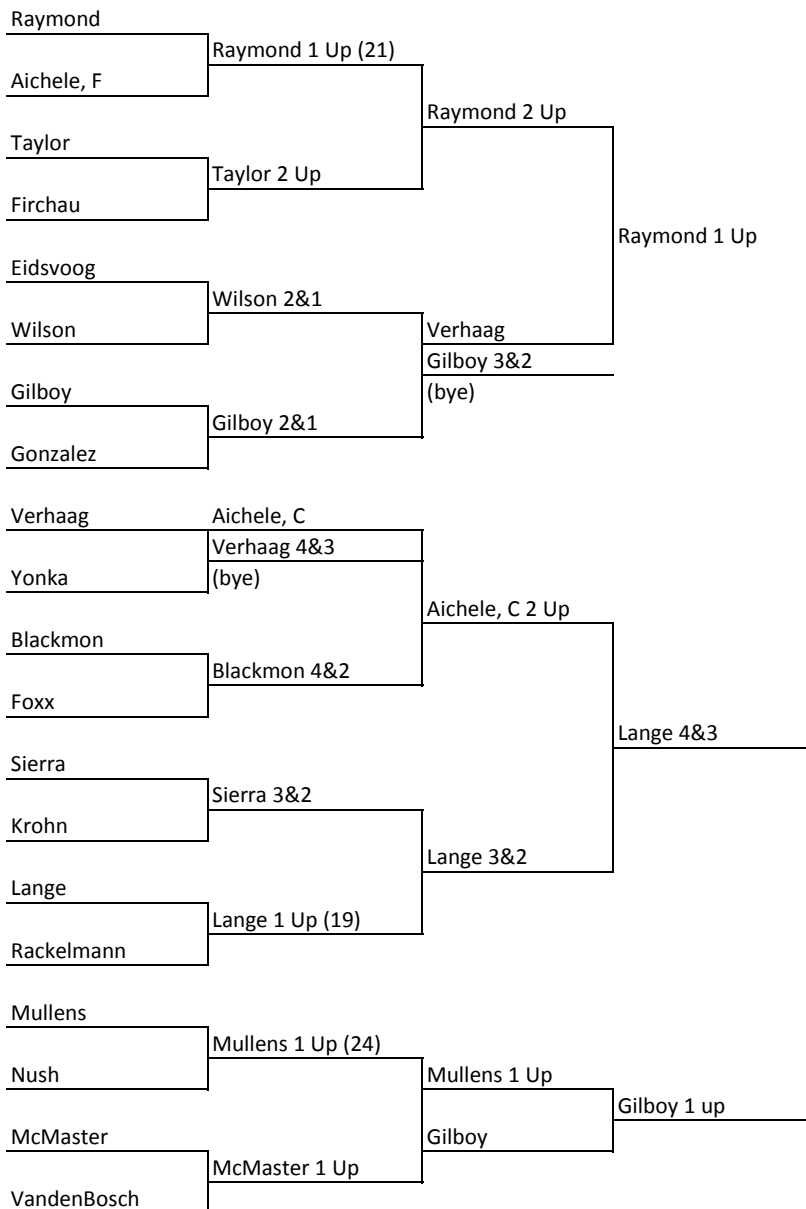 Raymond
Raymond 1 Up (21)
Aichele, F
Raymond 2 Up
Taylor
Taylor 2 Up
Firchau
Raymond 1 Up
Eidsvoog
Wilson 2&1
Wilson
Verhaag
Gilboy 3&2
Gilboy
(bye)
Gilboy 2&1
Gonzalez
Verhaag
Aichele, C
Verhaag 4&3
Yonka
(bye)
Aichele, C 2 Up
Blackmon
Blackmon 4&2
Foxx
Lange 4&3
Sierra
Sierra 3&2
Krohn
Lange 3&2
Lange
Lange 1 Up (19)
Rackelmann
Mullens
Mullens 1 Up (24)
Nush
Mullens 1 Up
Gilboy 1 up
McMaster
Gilboy
McMaster 1 Up
VandenBosch